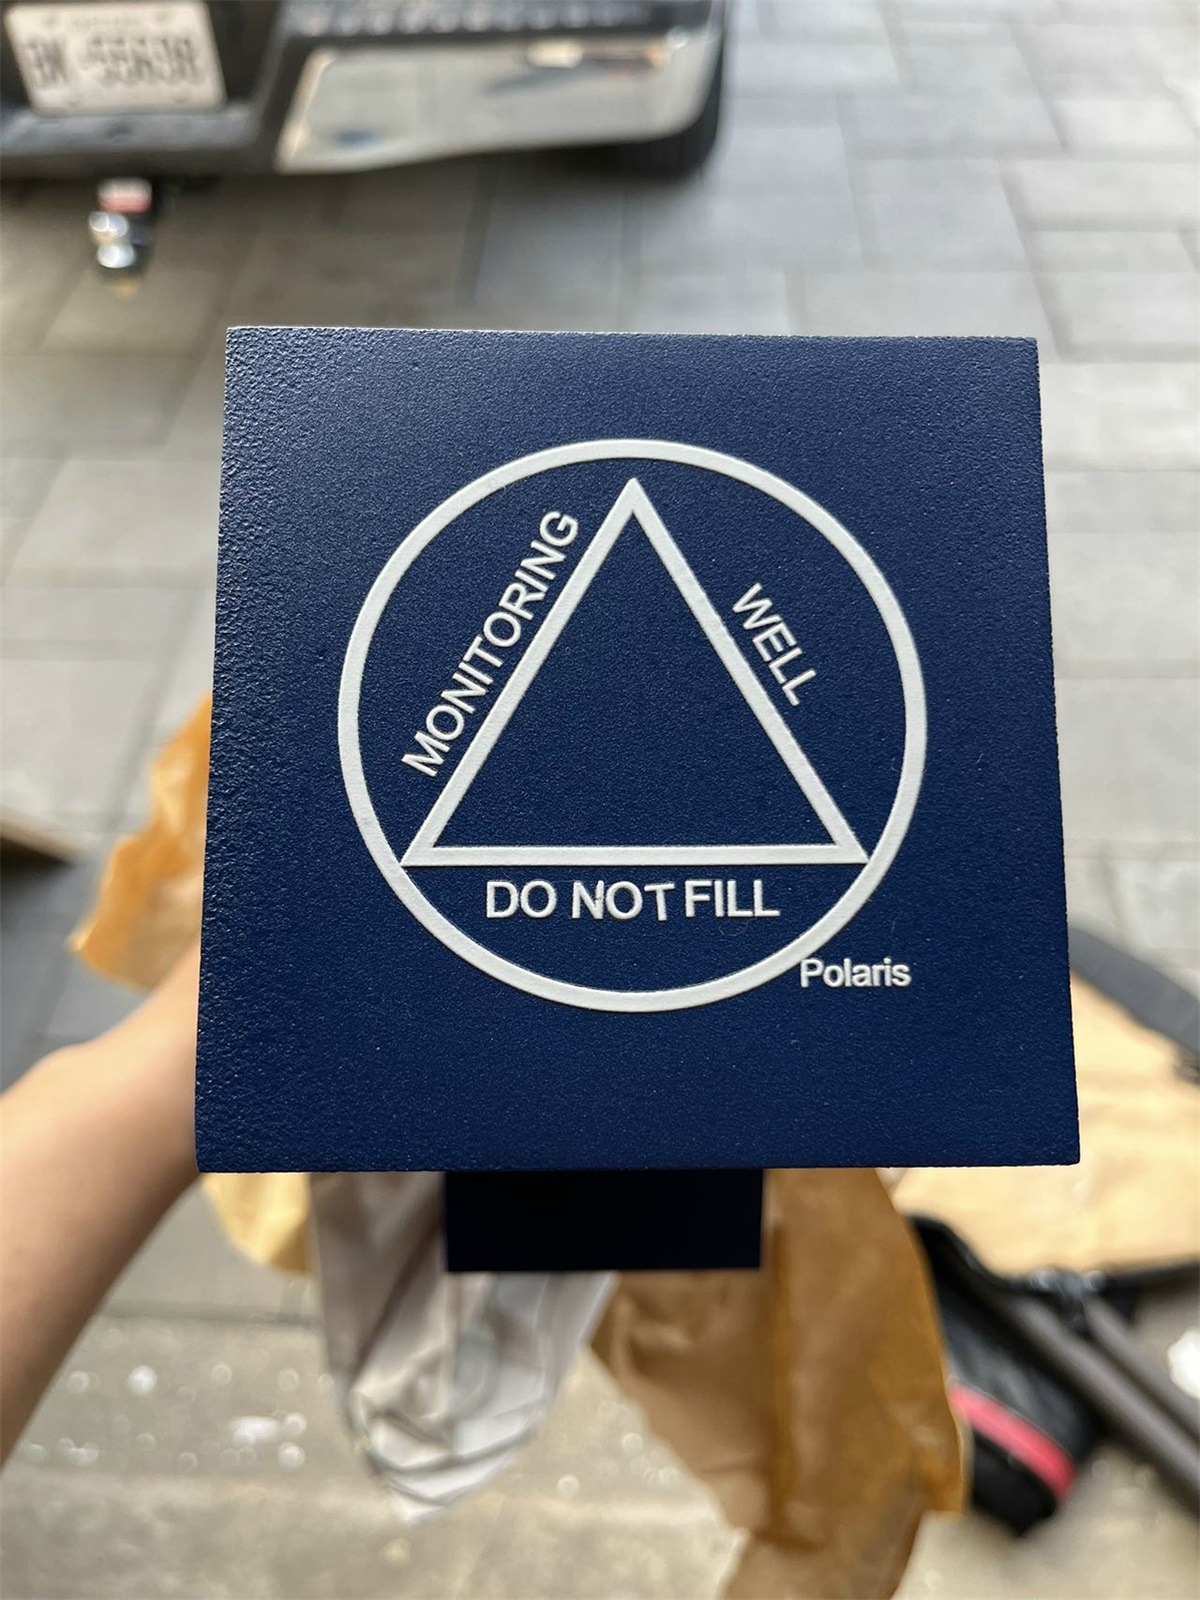 MONITORING
WELL
DO NOT FILL
Polaris